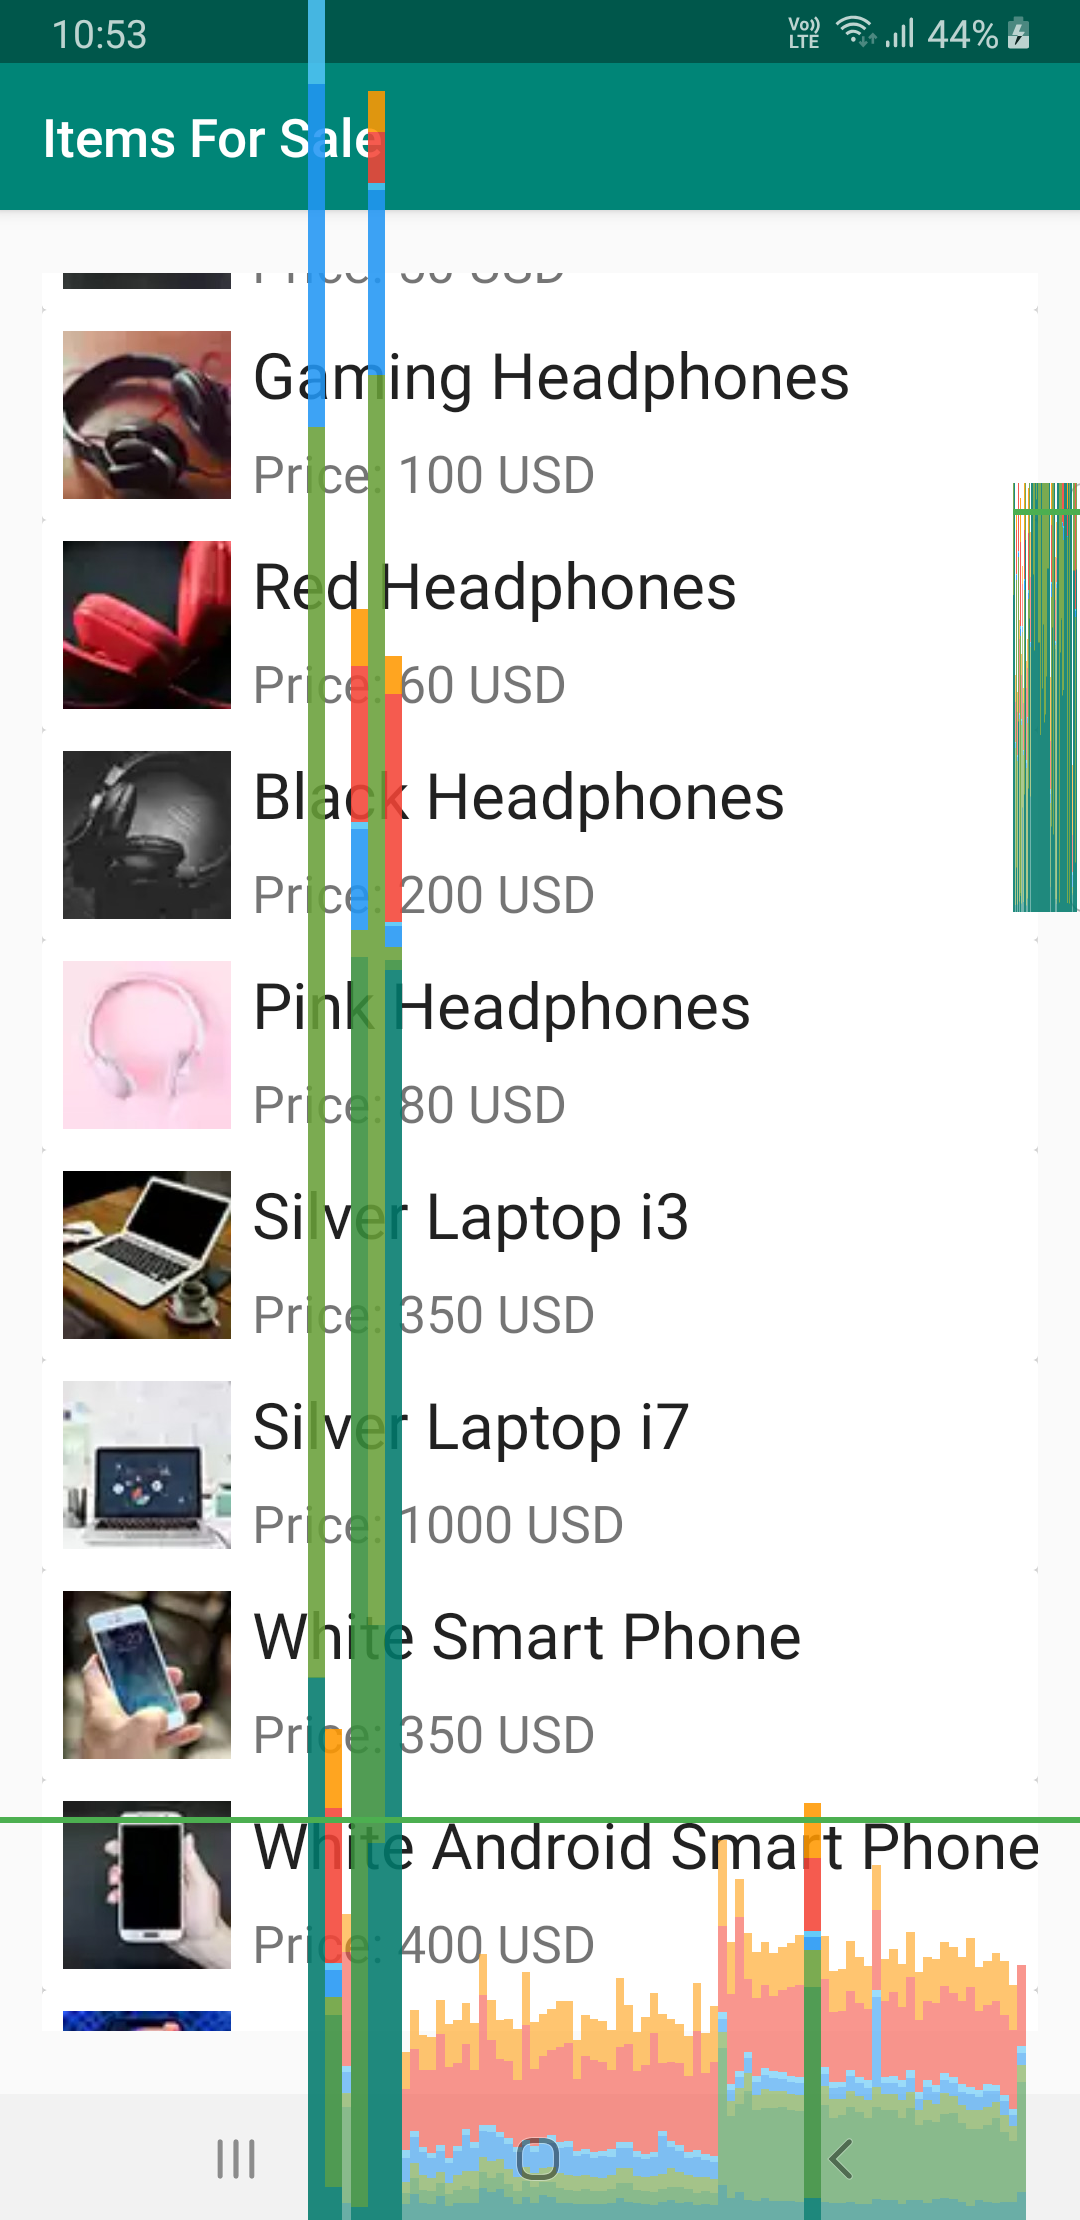 10:53
Vo)) LTE 44%
Items For Sale
Gaming Headphones
Price: 100 USD
Red Headphones
Price: 60 USD
Black Headphones
Price: 200 USD
Pink Headphones
Price: 80 USD
Silver Laptop i3
Price: 350 USD
Silver Laptop i7
Price: 1000 USD
White Smart Phone
Price: 350 USD
White Android Smart Phone
Price: 400 USD